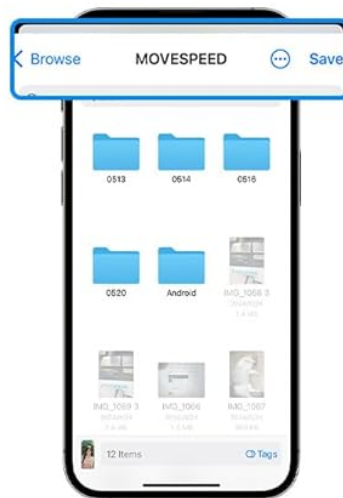 Browse MOVESPEED Save
0513 0514 0516
0520 Android IMG_1068 3
IMG_1069 3 IMG_1066 IMG_1067
12 Items Tags